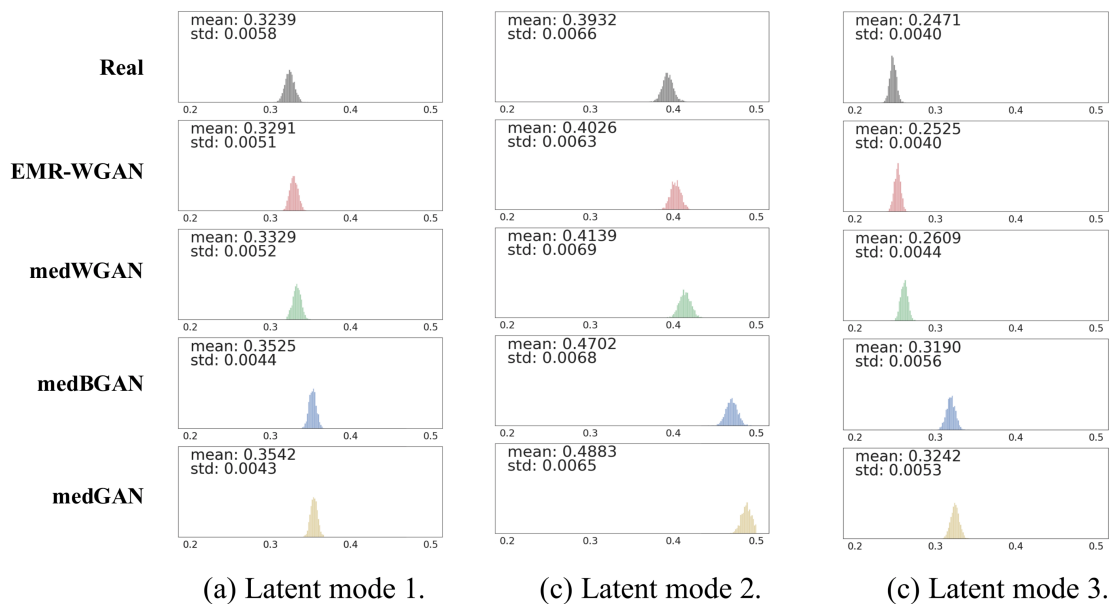 Real
mean: 0.3239
std: 0.0058
0.2 0.3 0.4 0.5
mean: 0.3932
std: 0.0066
0.2 0.3 0.4 0.5
mean: 0.2471
std: 0.0040
0.2 0.3 0.4 0.5
EMR-WGAN
mean: 0.3291
std: 0.0051
0.2 0.3 0.4 0.5
mean: 0.4026
std: 0.0063
0.2 0.3 0.4 0.5
mean: 0.2525
std: 0.0040
0.2 0.3 0.4 0.5
medWGAN
mean: 0.3329
std: 0.0052
0.2 0.3 0.4 0.5
mean: 0.4139
std: 0.0069
0.2 0.3 0.4 0.5
mean: 0.2609
std: 0.0044
0.2 0.3 0.4 0.5
medBGAN
mean: 0.3525
std: 0.0044
0.2 0.3 0.4 0.5
mean: 0.4702
std: 0.0068
0.2 0.3 0.4 0.5
mean: 0.3190
std: 0.0056
0.2 0.3 0.4 0.5
medGAN
mean: 0.3542
std: 0.0043
0.2 0.3 0.4 0.5
mean: 0.4883
std: 0.0065
0.2 0.3 0.4 0.5
mean: 0.3242
std: 0.0053
0.2 0.3 0.4 0.5
(a) Latent mode 1.
(c) Latent mode 2.
(c) Latent mode 3.